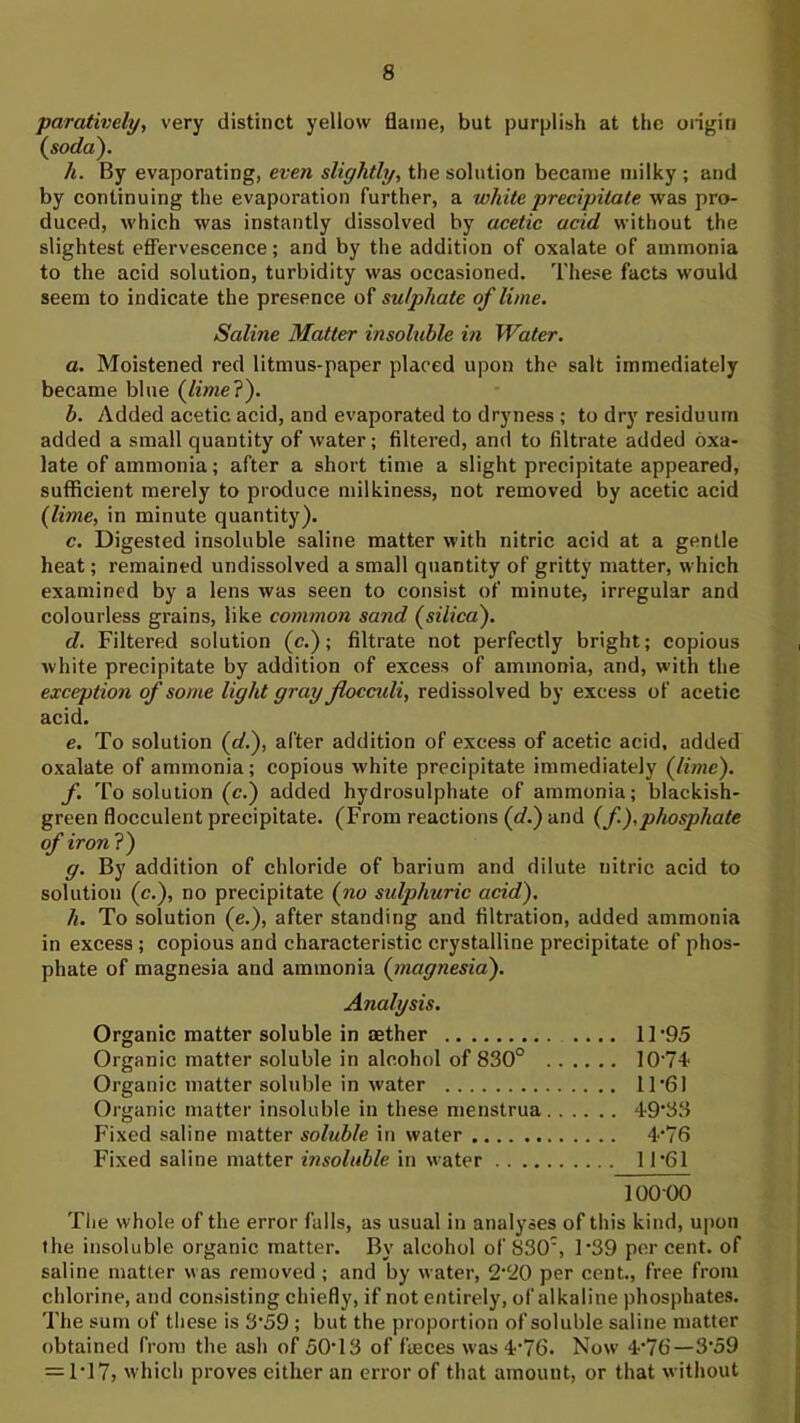 8
paratively, very distinct yellow flame, but purplish at the origin
(soda).
h. By evaporating, even slightly, the solution became milky; and
by continuing the evaporation further, a white precipitate was pro-
duced, which was instantly dissolved by acetic acid without the
slightest effervescence; and by the addition of oxalate of ammonia
to the acid solution, turbidity was occasioned. These facts would
seem to indicate the presence of sulphate of lime.
Saline Matter insoluble in Water.
a. Moistened red litmus-paper placed upon the salt immediately
became blue (lime?).
b. Added acetic acid, and evaporated to dryness; to dry residuum
added a small quantity of water; filtered, and to filtrate added oxa-
late of ammonia; after a short time a slight precipitate appeared,
sufficient merely to produce milkiness, not removed by acetic acid
(lime, in minute quantity).
c. Digested insoluble saline matter with nitric acid at a gentle
heat; remained undissolved a small quantity of gritty matter, which
examined by a lens was seen to consist of minute, irregular and
colourless grains, like common sand (silica).
d. Filtered solution (c.); filtrate not perfectly bright; copious
white precipitate by addition of excess of ammonia, and, with the
exception of some light gray flocculi, redissolved by excess of acetic
acid.
e. To solution (d.), after addition of excess of acetic acid, added
oxalate of ammonia; copious white precipitate immediately (lime).
f. To solution (c.) added hydrosulphate of ammonia; blackish-
green flocculent precipitate. (From reactions (d.) and (f.), phosphate
of iron?)
g. By addition of chloride of barium and dilute nitric acid to
solution (c.), no precipitate (no sulphuric acid).
h. To solution (e.), after standing and filtration, added ammonia
in excess; copious and characteristic crystalline precipitate of phos-
phate of magnesia and ammonia (magnesia).
Analysis.
Organic matter soluble in æther .......... .... 11·95
Organic matter soluble in alcohol of 830° ...... 10·74
Organic matter soluble in water .............. 11·61
Organic matter insoluble in these menstrua...... 49·33
Fixed saline matter soluble in water ............ 4·76
Fixed saline matter insoluble in water .......... 11·61
100·00
The whole of the error falls, as usual in analyses of this kind, upon
the insoluble organic matter. By alcohol of 830°, 1·39 per cent. of
saline matter was removed; and by water, 2·20 per cent., free from
chlorine, and consisting chiefly, if not entirely, of alkaline phosphates.
The sum of these is 3·59; but the proportion of soluble saline matter
obtained from the ash of 50·13 of fæces was 4·76. Now 4·76—3·59
=1·17, which proves either an error of that amount, or that without